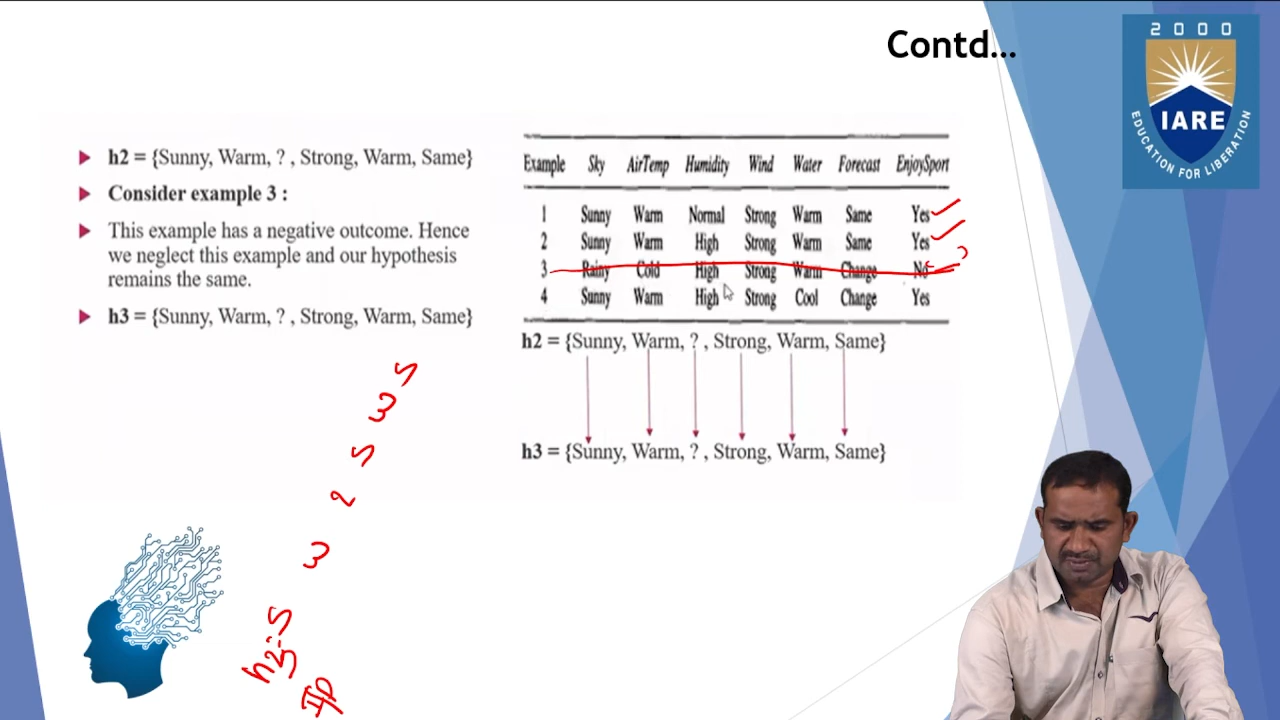 Contd...
2 0 0 0
IARE
EDUCATION FOR LIBERATION
h2 = {Sunny, Warm, ? , Strong, Warm, Same}
Consider example 3 :
This example has a negative outcome. Hence
we neglect this example and our hypothesis
remains the same.
h3 = {Sunny, Warm, ? , Strong, Warm, Same}
Example Sky AirTemp Humidity Wind Water Forecast EnjoySport
1 Sunny Warm Normal Strong Warm Same Yes
2 Sunny Warm High Strong Warm Same Yes
3 Rainy Cold High Strong Warm Change No
4 Sunny Warm High Strong Cool Change Yes
h2 = {Sunny, Warm, ? , Strong, Warm, Same}
h3 = {Sunny, Warm, ? , Strong, Warm, Same}